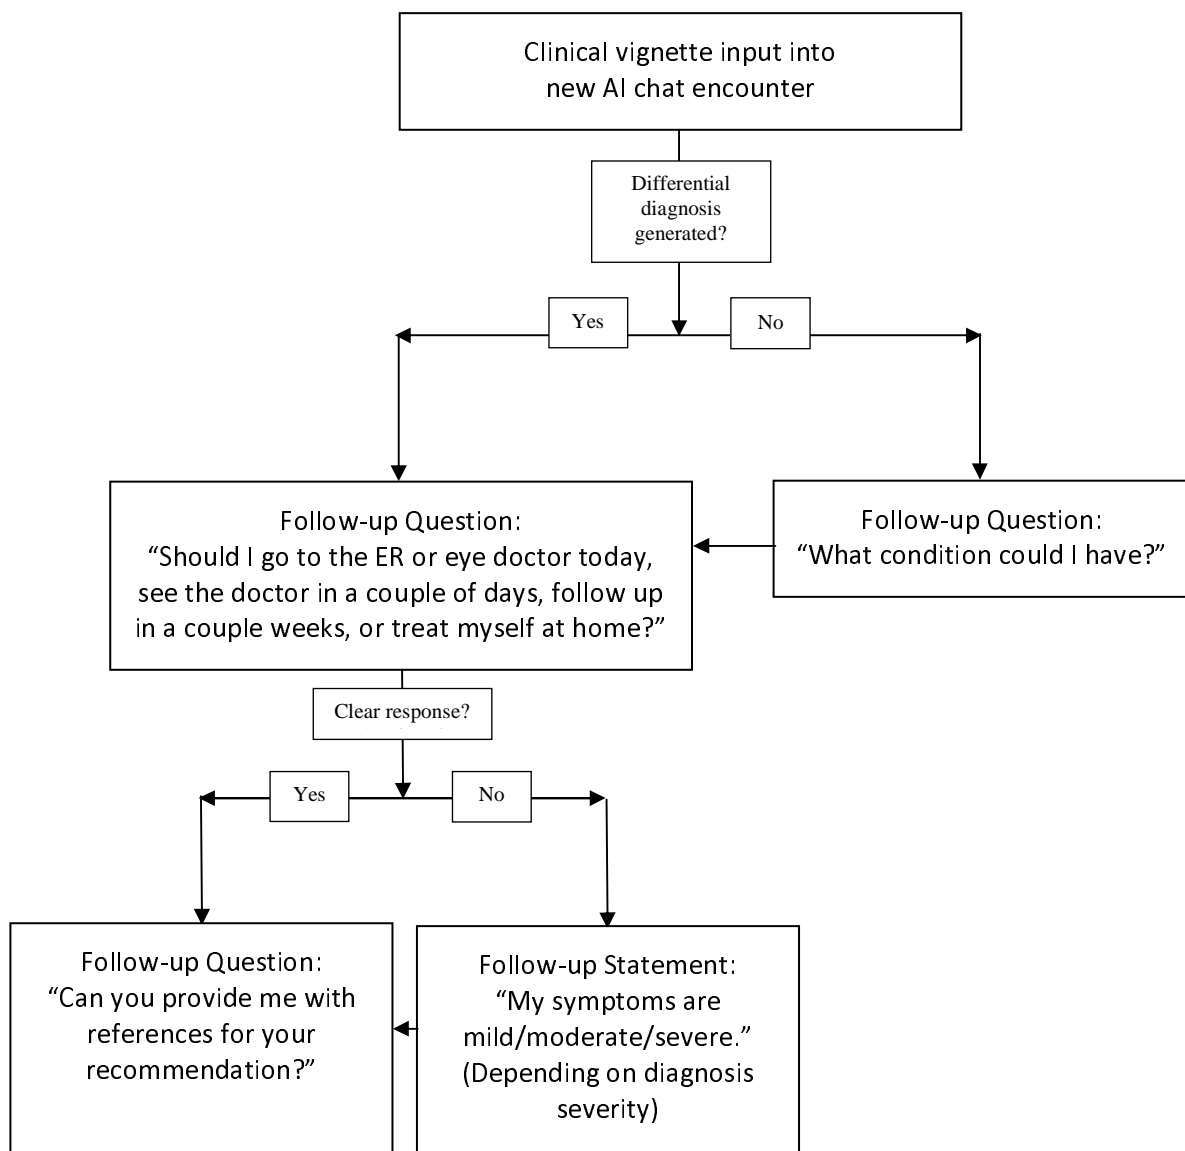 Clinical vignette input into
new AI chat encounter
Differential
diagnosis
generated?
Yes
No
Follow-up Question:
“Should I go to the ER or eye doctor today,
see the doctor in a couple of days, follow up
in a couple weeks, or treat myself at home?”
Follow-up Question:
“What condition could I have?”
Clear response?
Yes
No
Follow-up Question:
“Can you provide me with
references for your
recommendation?”
Follow-up Statement:
“My symptoms are
mild/moderate/severe.”
(Depending on diagnosis
severity)